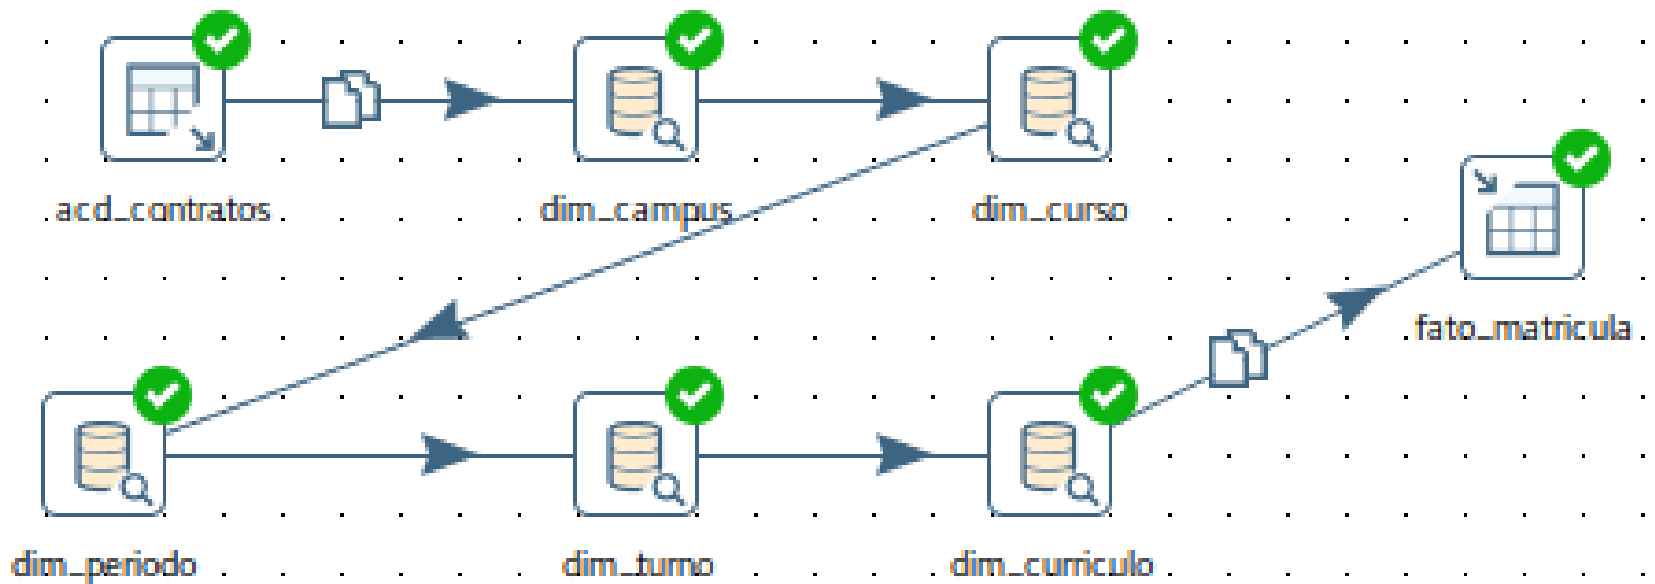 acd_contratos
dim_campus
dim_curso
fato_matricula
dim_periodo
dim_turno
dim_curriculo